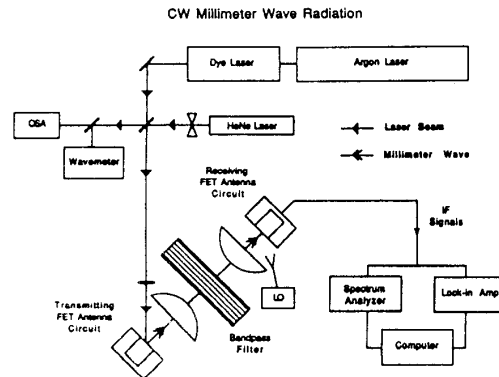 CW Millimeter Wave Radiation
Dye Laser
Argon Laser
OSA
HeNe Laser
Laser Beam
Wavemeter
Millimeter Wave
Receiving
FET Antenna
Circuit
IF
Signals
LO
Spectrum
Analyzer
Lock-in Amp
Transmitting
FET Antenna
Circuit
Bandpass
Filter
Computer